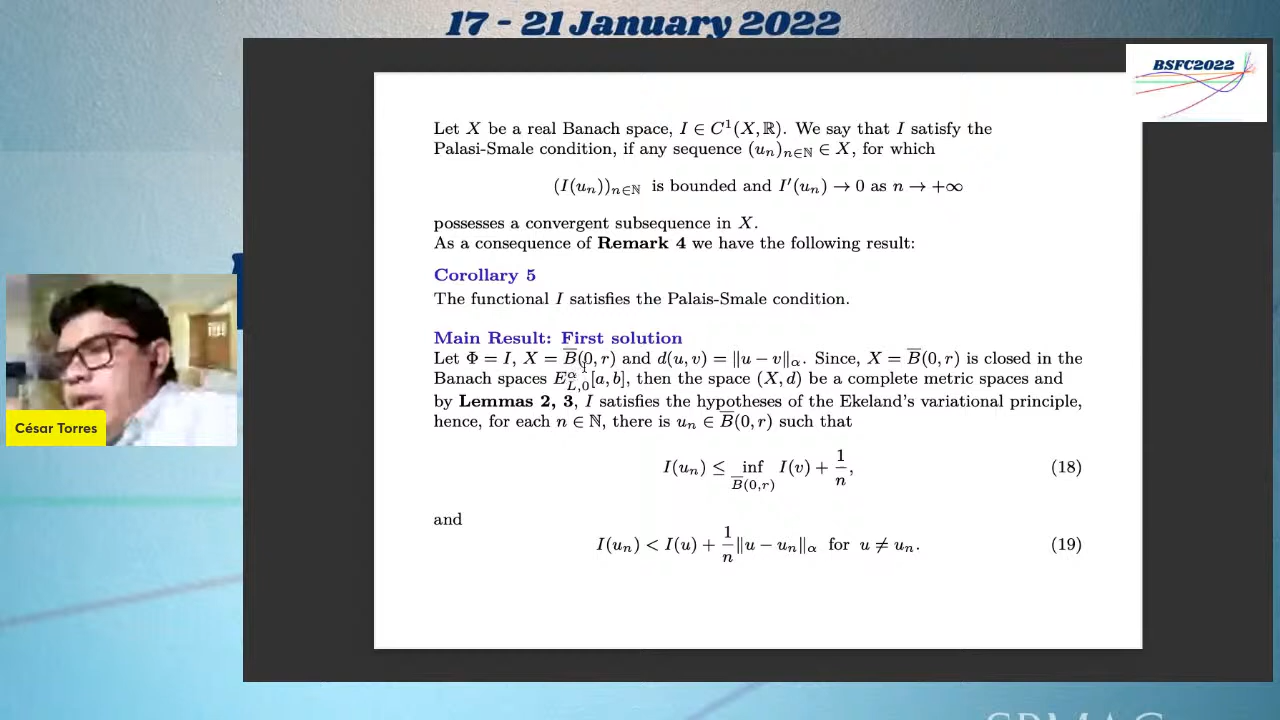 17 - 21 January 2022
BSFC2022
Let X be a real Banach space, I ∈ C¹(X, ℝ). We say that I satisfy the
Palasi-Smale condition, if any sequence (uₙ)ₙ∈ℕ ∈ X, for which
(I(uₙ))ₙ∈ℕ is bounded and I′(uₙ) → 0 as n → +∞
possesses a convergent subsequence in X.
As a consequence of Remark 4 we have the following result:
Corollary 5
The functional I satisfies the Palais-Smale condition.
Main Result: First solution
Let Φ = I, X = B̅(0, r) and d(u, v) = ‖u − v‖_α. Since, X = B̅(0, r) is closed in the
Banach spaces E^α_{L,0}[a, b], then the space (X, d) be a complete metric spaces and
by Lemmas 2, 3, I satisfies the hypotheses of the Ekeland's variational principle,
hence, for each n ∈ ℕ, there is uₙ ∈ B̅(0, r) such that
I(uₙ) ≤ inf_{B̅(0,r)} I(v) + 1/n, (18)
and
I(uₙ) < I(u) + 1/n ‖u − uₙ‖_α for u ≠ uₙ. (19)
César Torres